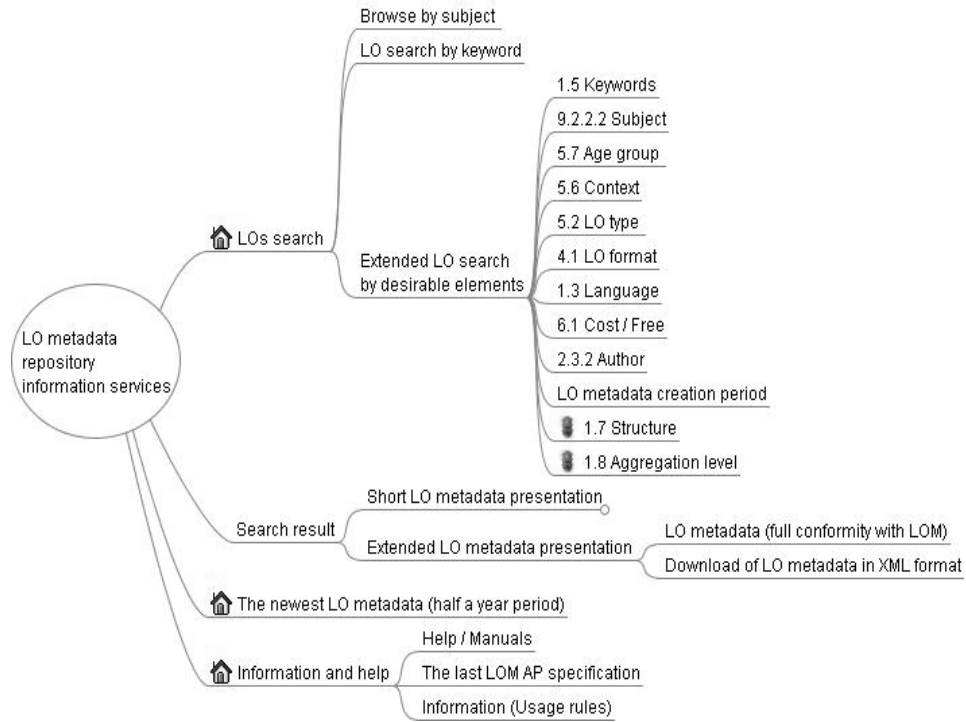 Browse by subject
LO search by keyword
1.5 Keywords
9.2.2.2 Subject
5.7 Age group
5.6 Context
5.2 LO type
LOs search
Extended LO search
by desirable elements
4.1 LO format
1.3 Language
6.1 Cost / Free
2.3.2 Author
LO metadata creation period
1.7 Structure
1.8 Aggregation level
LO metadata
repository
information services
Search result
Short LO metadata presentation
Extended LO metadata presentation
LO metadata (full conformity with LOM)
Download of LO metadata in XML format
The newest LO metadata (half a year period)
Information and help
Help / Manuals
The last LOM AP specification
Information (Usage rules)